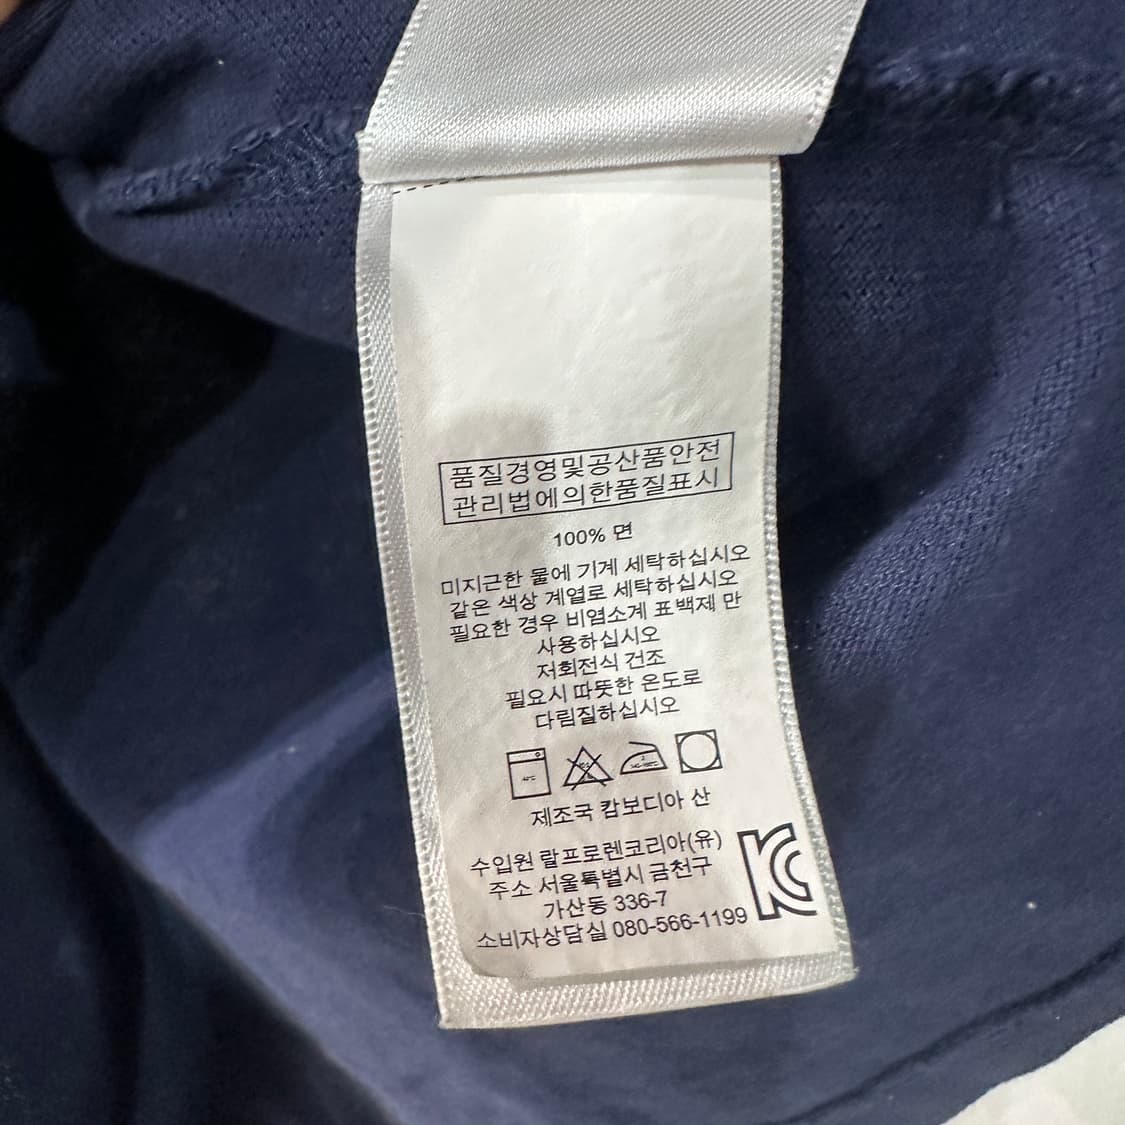 품질경영및공산품안전
관리법에의한품질표시
100% 면
미지근한 물에 기계 세탁하십시오
같은 색상 계열로 세탁하십시오
필요한 경우 비염소계 표백제 만
사용하십시오
저회전식 건조
필요시 따뜻한 온도로
다림질하십시오
제조국 캄보디아 산
수입원 랄프로렌코리아(유)
주소 서울특별시 금천구
가산동 336-7
소비자상담실 080-566-1199